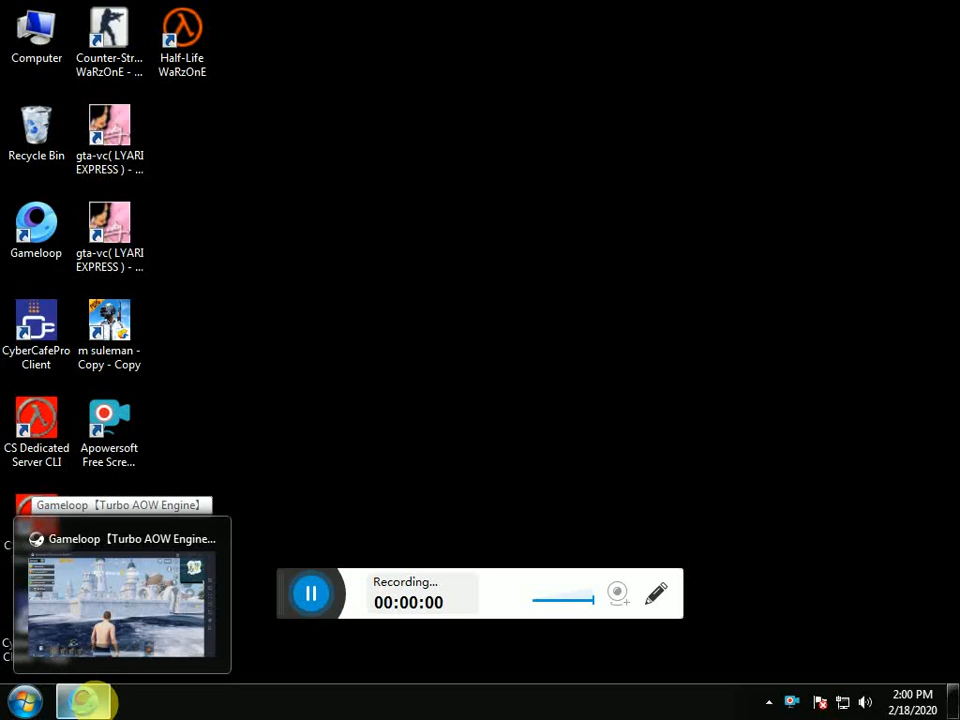 Computer
Counter-Str...
WaRzOnE - ...
Half-Life
WaRzOnE
Recycle Bin
gta-vc( LYARI
EXPRESS ) - ...
Gameloop
gta-vc( LYARI
EXPRESS ) - ...
CyberCafePro
Client
m suleman -
Copy - Copy
CS Dedicated
Server CLI
Apowersoft
Free Scre...
Gameloop【Turbo AOW Engine】
Gameloop【Turbo AOW Engine...
Recording...
00:00:00
2:00 PM
2/18/2020